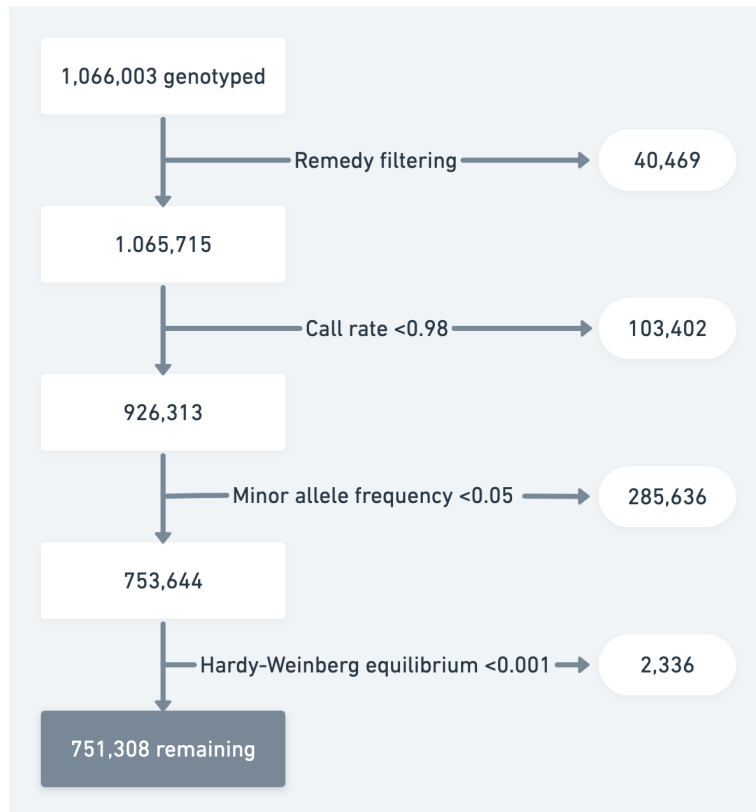 1,066,003 genotyped
Remedy filtering
40,469
1.065,715
Call rate <0.98
103,402
926,313
Minor allele frequency <0.05
285,636
753,644
Hardy-Weinberg equilibrium <0.001
2,336
751,308 remaining